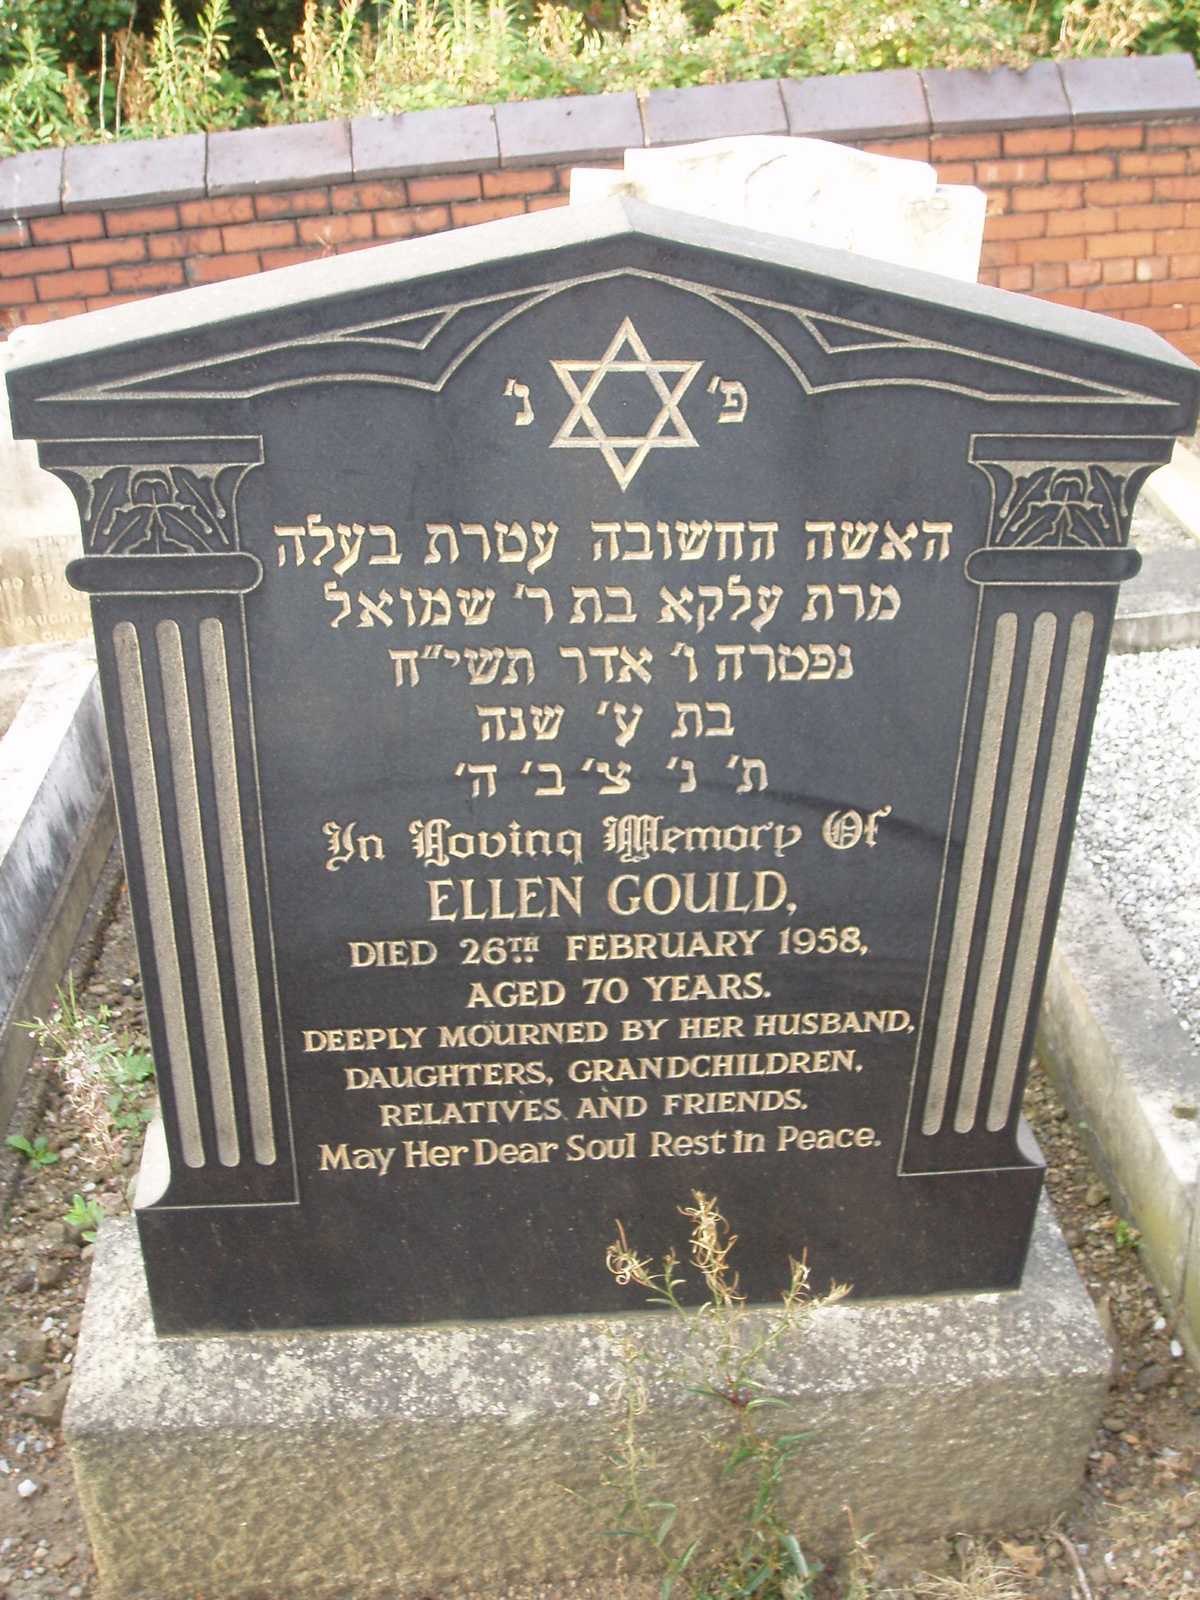 פ׳ נ׳
האשה החשובה עטרת בעלה
מרת עלקא בת ר׳ שמואל
נפטרה ו׳ אדר תשי״ח
בת ע׳ שנה
ת׳ נ׳ צ׳ ב׳ ה׳
In Loving Memory Of
ELLEN GOULD,
DIED 26TH FEBRUARY 1958,
AGED 70 YEARS.
DEEPLY MOURNED BY HER HUSBAND,
DAUGHTERS, GRANDCHILDREN,
RELATIVES AND FRIENDS.
May Her Dear Soul Rest in Peace.